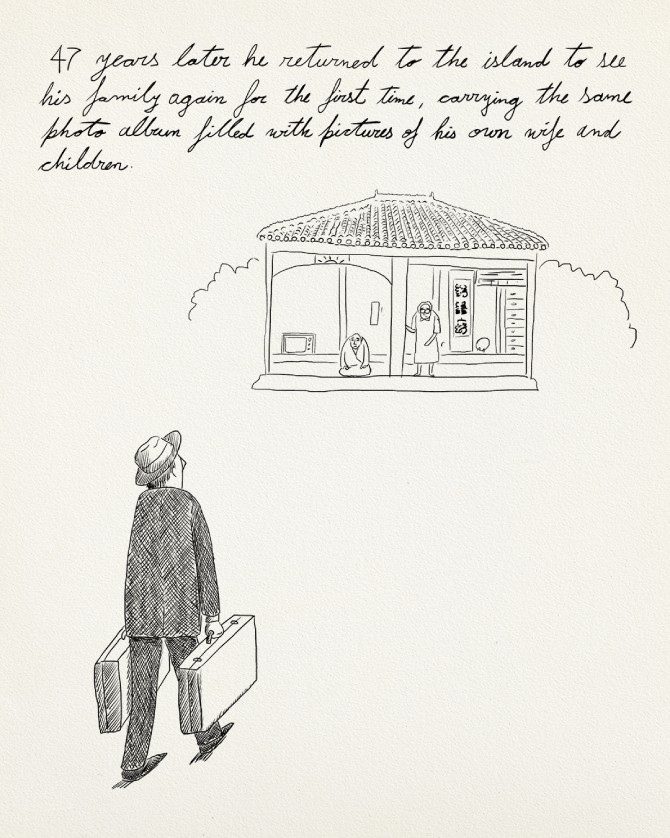 47 years later he returned to the island to see
his family again for the first time, carrying the same
photo album filled with pictures of his own wife and
children.